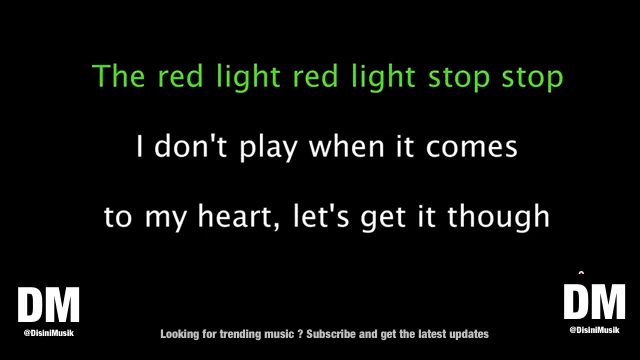 The red light red light stop stop
I don't play when it comes
to my heart, let's get it though
DM
@DisiniMusik
DM
@DisiniMusik
Looking for trending music ? Subscribe and get the latest updates